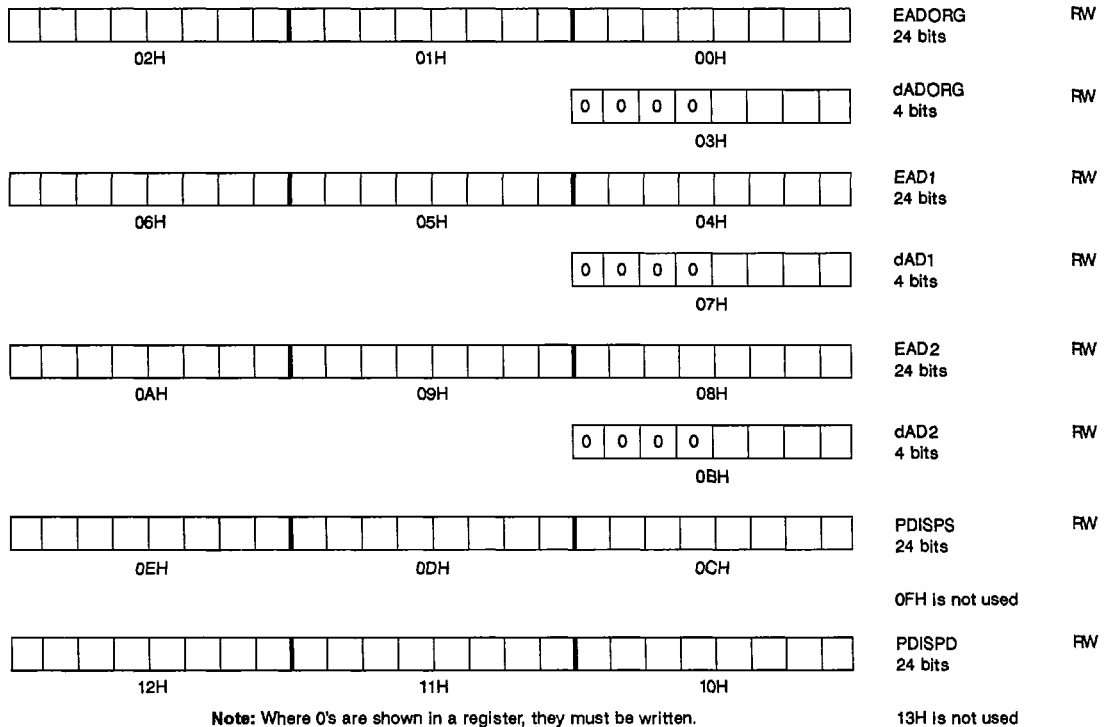 EADORG RW
24 bits
02H 01H 00H
dADORG RW
0 0 0 0 4 bits
03H
EAD1 RW
24 bits
06H 05H 04H
dAD1 RW
0 0 0 0 4 bits
07H
EAD2 RW
24 bits
0AH 09H 08H
dAD2 RW
0 0 0 0 4 bits
0BH
PDISPS RW
24 bits
0EH 0DH 0CH
0FH is not used
PDISPD RW
24 bits
12H 11H 10H
Note: Where 0's are shown in a register, they must be written. 13H is not used